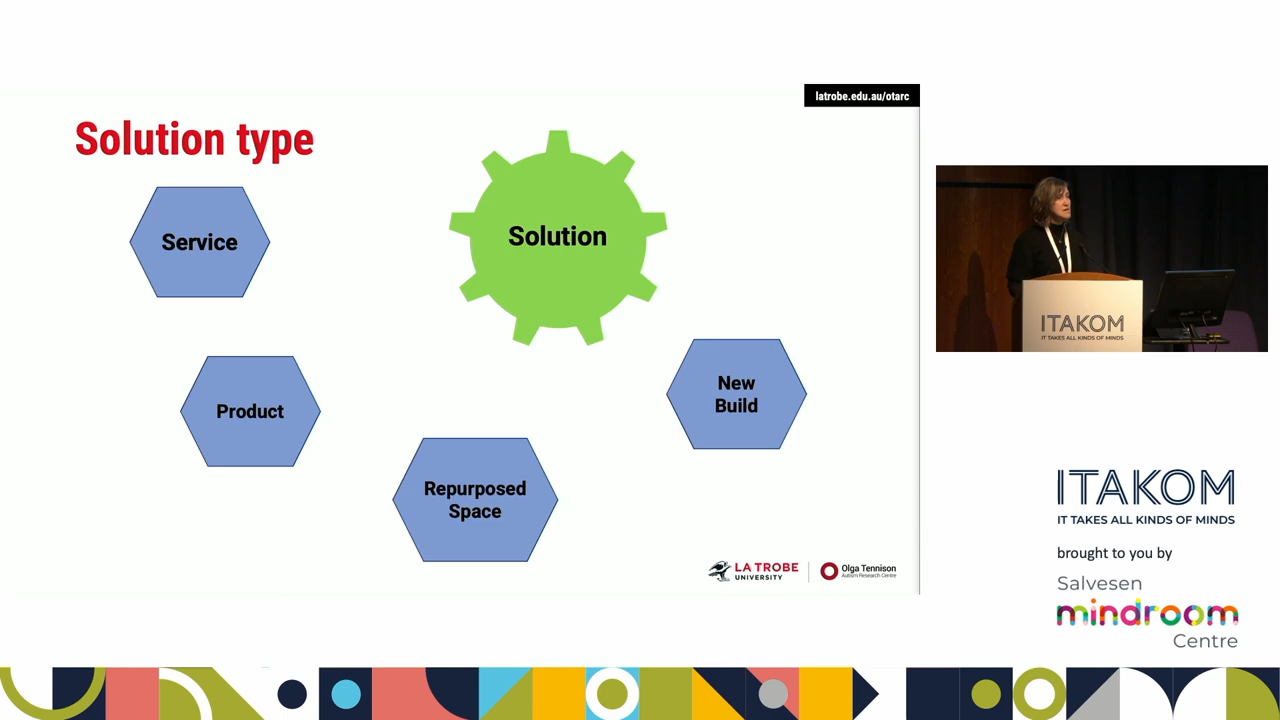 latrobe.edu.au/otarc
Solution type
Service
Solution
Product
New
Build
Repurposed
Space
LA TROBE
UNIVERSITY
Olga Tennison
Autism Research Centre
ITAKOM
IT TAKES ALL KINDS OF MINDS
ITAKOM
IT TAKES ALL KINDS OF MINDS
brought to you by
Salvesen
mindroom
Centre